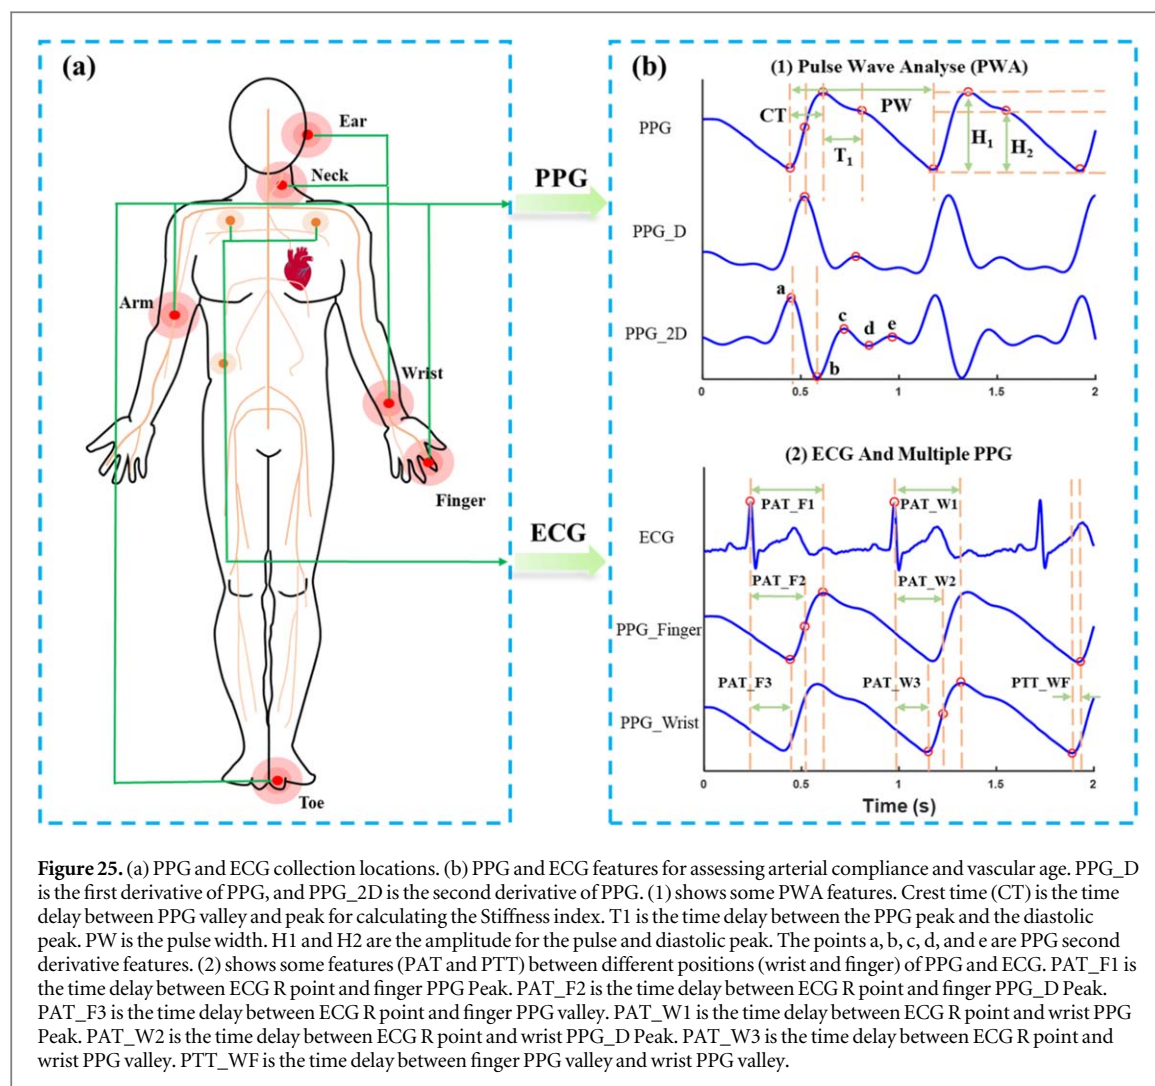 (a)
Ear
Neck
Arm
Wrist
Finger
Toe
PPG
ECG
(b)
(1) Pulse Wave Analyse (PWA)
PPG
CT
PW
T1
H1
H2
PPG_D
PPG_2D
a
b
c
d
e
0
0.5
1
1.5
2
(2) ECG And Multiple PPG
ECG
PAT_F1
PAT_W1
PAT_F2
PAT_W2
PPG_Finger
PAT_F3
PAT_W3
PTT_WF
PPG_Wrist
0
0.5
1
1.5
2
Time (s)
Figure 25. (a) PPG and ECG collection locations. (b) PPG and ECG features for assessing arterial compliance and vascular age. PPG_D
is the first derivative of PPG, and PPG_2D is the second derivative of PPG. (1) shows some PWA features. Crest time (CT) is the time
delay between PPG valley and peak for calculating the Stiffness index. T1 is the time delay between the PPG peak and the diastolic
peak. PW is the pulse width. H1 and H2 are the amplitude for the pulse and diastolic peak. The points a, b, c, d, and e are PPG second
derivative features. (2) shows some features (PAT and PTT) between different positions (wrist and finger) of PPG and ECG. PAT_F1 is
the time delay between ECG R point and finger PPG Peak. PAT_F2 is the time delay between ECG R point and finger PPG_D Peak.
PAT_F3 is the time delay between ECG R point and finger PPG valley. PAT_W1 is the time delay between ECG R point and wrist PPG
Peak. PAT_W2 is the time delay between ECG R point and wrist PPG_D Peak. PAT_W3 is the time delay between ECG R point and
wrist PPG valley. PTT_WF is the time delay between finger PPG valley and wrist PPG valley.